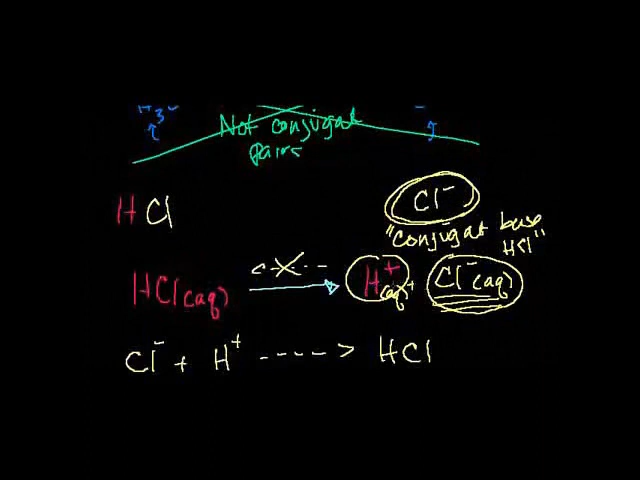 Not conjugat
pairs
HCl
Cl⁻
"conjugat base
HCl"
HCl(aq) H⁺(aq) + Cl⁻(aq)
Cl⁻ + H⁺ ----> HCl